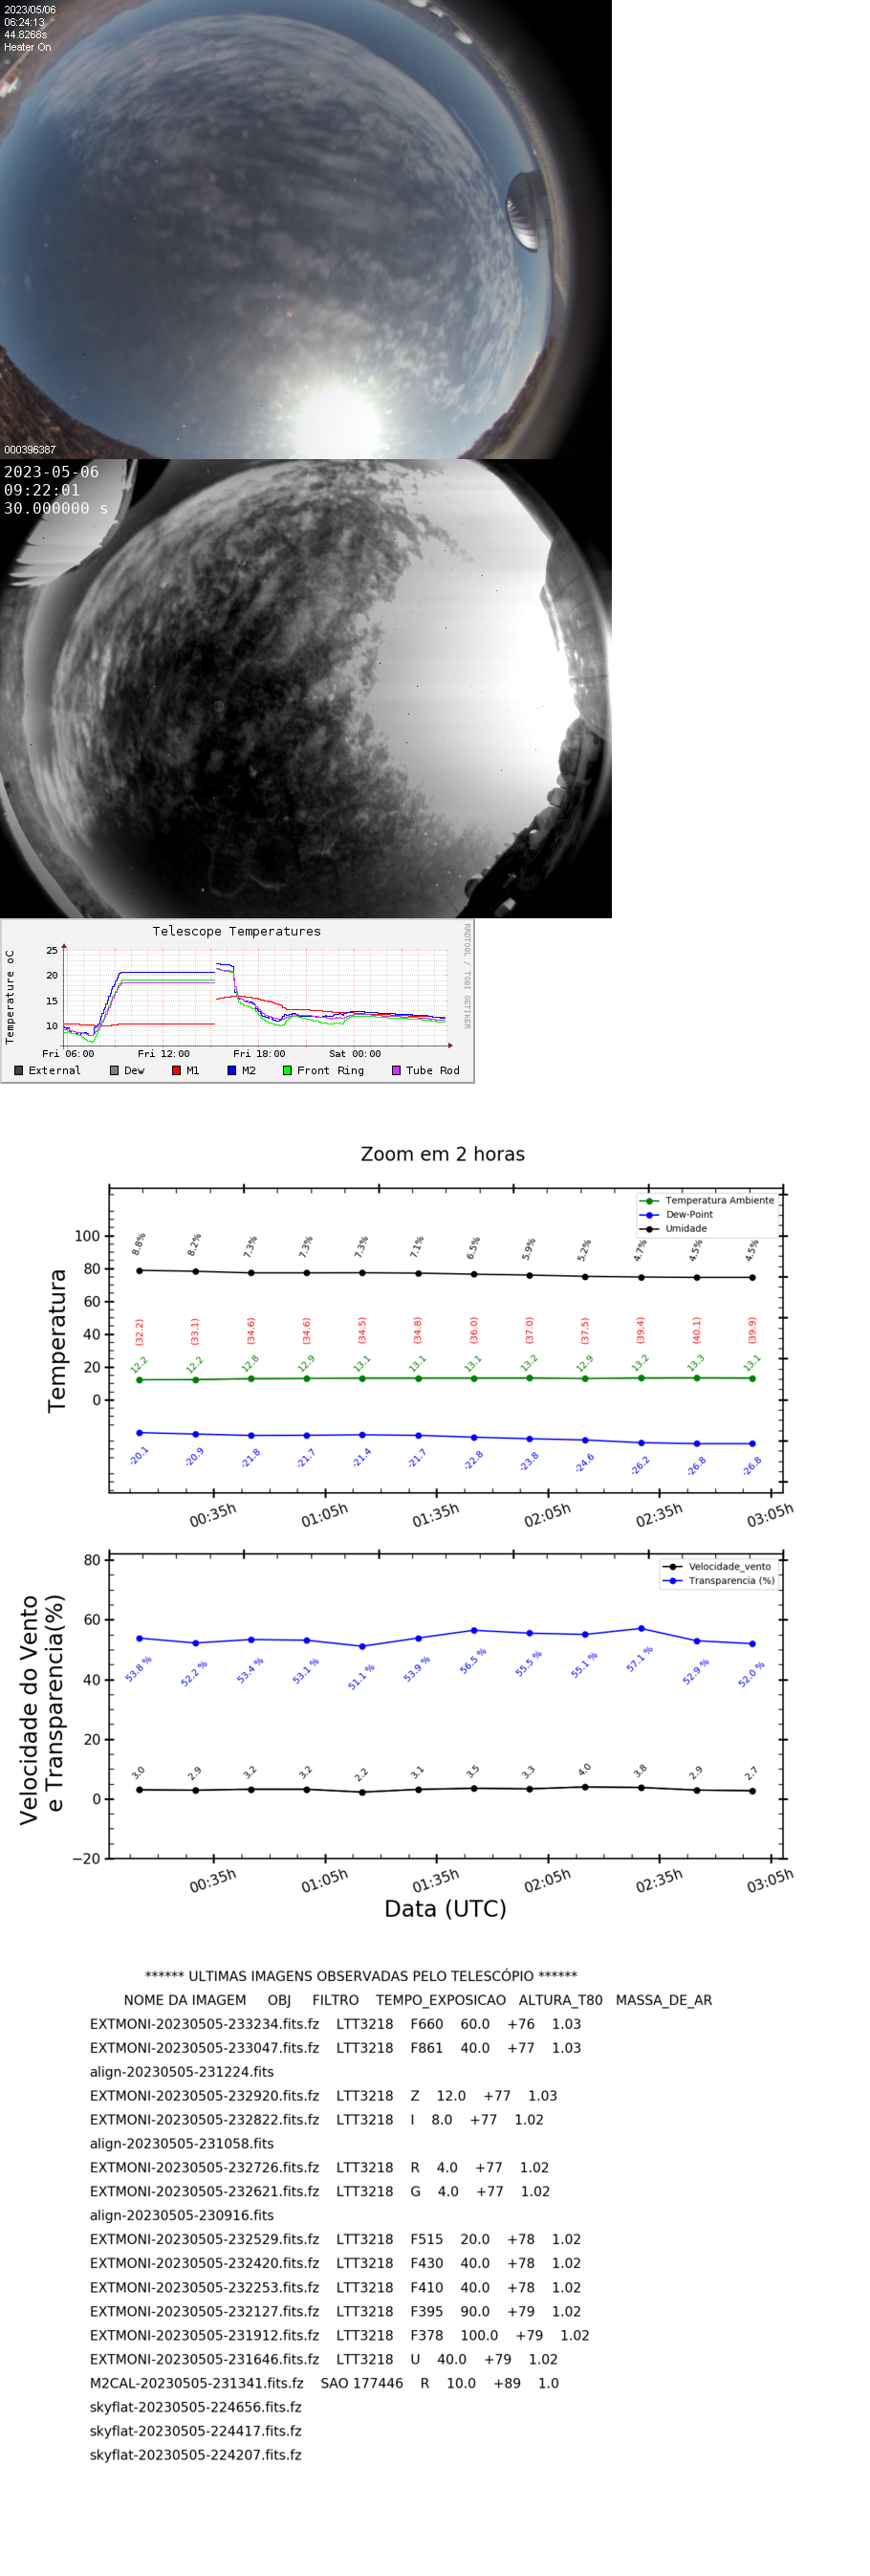 2023/05/06
06:24:13
44.8268s
Heater On
000396387
2023-05-06
09:22:01
30.000000 s
Telescope Temperatures
RRDTOOL / TOBI OETIKER
Temperature oC
25
20
15
10
Fri 06:00 Fri 12:00 Fri 18:00 Sat 00:00
External Dew M1 M2 Front Ring Tube Rod
Zoom em 2 horas
Temperatura Ambiente
Dew-Point
Umidade
Temperatura
100
80
60
40
20
0
8.8% 8.2% 7.3% 7.3% 7.3% 7.1% 6.5% 5.9% 5.2% 4.7% 4.5% 4.5%
(32.2) (33.1) (34.6) (34.6) (34.5) (34.8) (36.0) (37.0) (37.5) (39.4) (40.1) (39.9)
12.2 12.2 12.8 12.9 13.1 13.1 13.1 13.2 12.9 13.2 13.3 13.1
-20.1 -20.9 -21.8 -21.7 -21.4 -21.7 -22.8 -23.8 -24.6 -26.2 -26.8 -26.8
00:35h 01:05h 01:35h 02:05h 02:35h 03:05h
Velocidade_vento
Transparencia (%)
Velocidade do Vento
e Transparencia(%)
80
60
40
20
0
−20
53.8 % 52.2 % 53.4 % 53.1 % 51.1 % 53.9 % 56.5 % 55.5 % 55.1 % 57.1 % 52.9 % 52.0 %
3.0 2.9 3.2 3.2 2.2 3.1 3.5 3.3 4.0 3.8 2.9 2.7
00:35h 01:05h 01:35h 02:05h 02:35h 03:05h
Data (UTC)
****** ULTIMAS IMAGENS OBSERVADAS PELO TELESCÓPIO ******
NOME DA IMAGEM OBJ FILTRO TEMPO_EXPOSICAO ALTURA_T80 MASSA_DE_AR
EXTMONI-20230505-233234.fits.fz LTT3218 F660 60.0 +76 1.03
EXTMONI-20230505-233047.fits.fz LTT3218 F861 40.0 +77 1.03
align-20230505-231224.fits
EXTMONI-20230505-232920.fits.fz LTT3218 Z 12.0 +77 1.03
EXTMONI-20230505-232822.fits.fz LTT3218 I 8.0 +77 1.02
align-20230505-231058.fits
EXTMONI-20230505-232726.fits.fz LTT3218 R 4.0 +77 1.02
EXTMONI-20230505-232621.fits.fz LTT3218 G 4.0 +77 1.02
align-20230505-230916.fits
EXTMONI-20230505-232529.fits.fz LTT3218 F515 20.0 +78 1.02
EXTMONI-20230505-232420.fits.fz LTT3218 F430 40.0 +78 1.02
EXTMONI-20230505-232253.fits.fz LTT3218 F410 40.0 +78 1.02
EXTMONI-20230505-232127.fits.fz LTT3218 F395 90.0 +79 1.02
EXTMONI-20230505-231912.fits.fz LTT3218 F378 100.0 +79 1.02
EXTMONI-20230505-231646.fits.fz LTT3218 U 40.0 +79 1.02
M2CAL-20230505-231341.fits.fz SAO 177446 R 10.0 +89 1.0
skyflat-20230505-224656.fits.fz
skyflat-20230505-224417.fits.fz
skyflat-20230505-224207.fits.fz